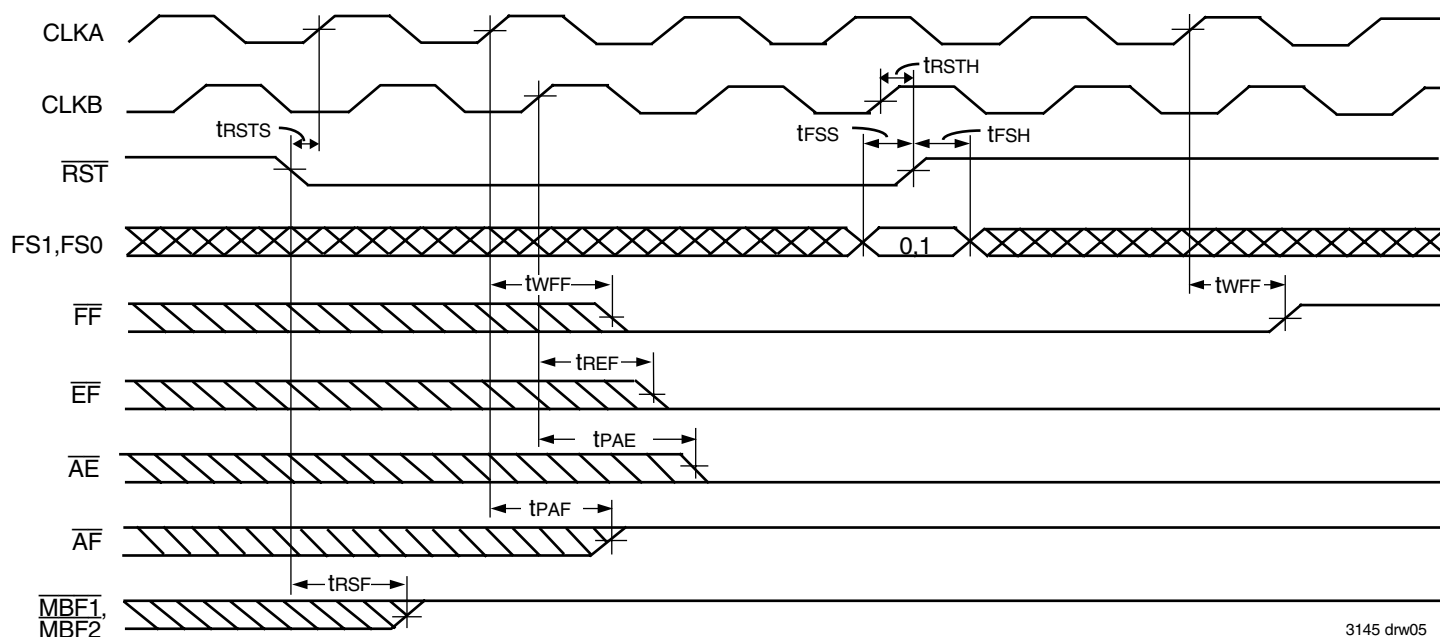 CLKA
tRSTH
CLKB
tRSTS
tFSS
tFSH
RST
FS1,FS0
0,1
tWFF
tWFF
FF
tREF
EF
tPAE
AE
tPAF
AF
tRSF
MBF1,
MBF2
3145 drw05